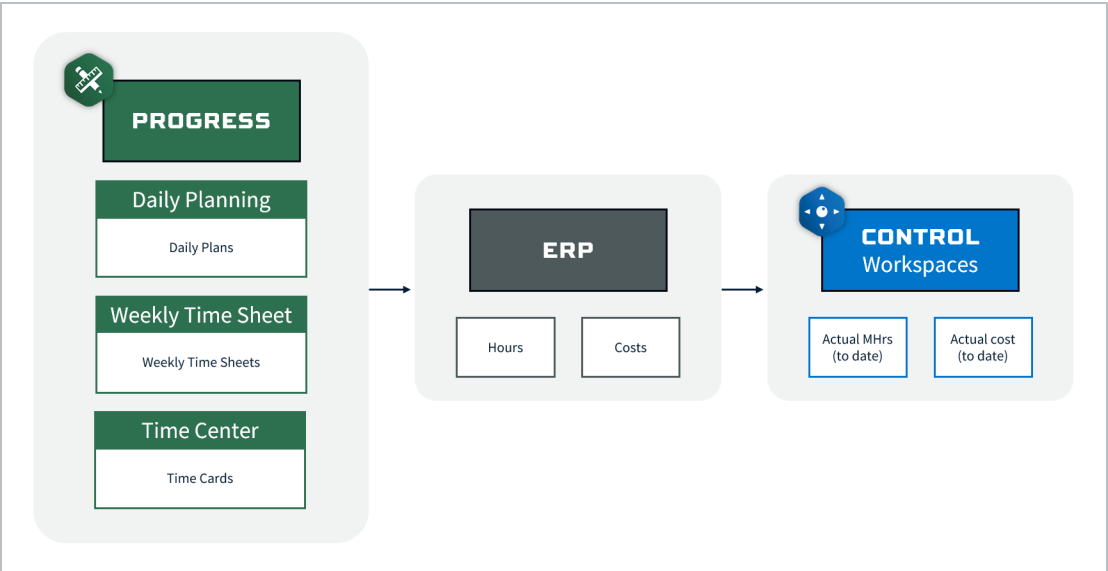 PROGRESS
Daily Planning
Daily Plans
Weekly Time Sheet
Weekly Time Sheets
Time Center
Time Cards
ERP
Hours
Costs
CONTROL
Workspaces
Actual MHrs
(to date)
Actual cost
(to date)